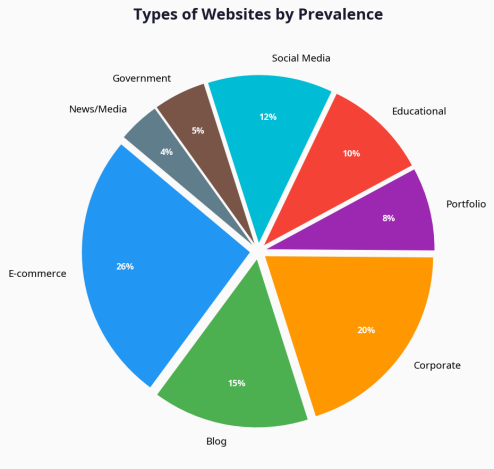 Types of Websites by Prevalence
Social Media
Government
News/Media
Educational
12%
5%
4%
10%
Portfolio
8%
E-commerce
26%
20%
Corporate
15%
Blog